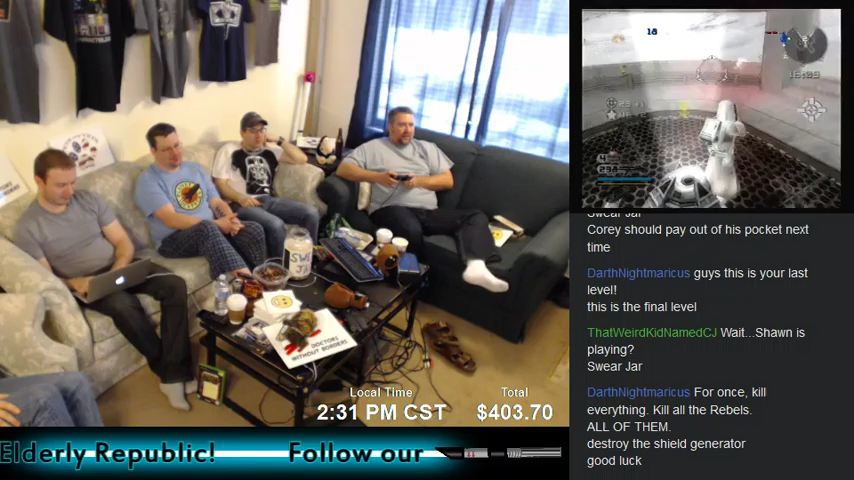 18
16:25
Swear Jar
Corey should pay out of his pocket next
time
DarthNightmaricus guys this is your last
level!
this is the final level
ThatWeirdKidNamedCJ Wait...Shawn is
playing?
Swear Jar
DarthNightmaricus For once, kill
everything. Kill all the Rebels.
ALL OF THEM.
destroy the shield generator
good luck
SWEAR
JAR
DOCTORS
WITHOUT BORDERS
Local Time
2:31 PM CST
Total
$403.70
Elderly Republic! Follow our